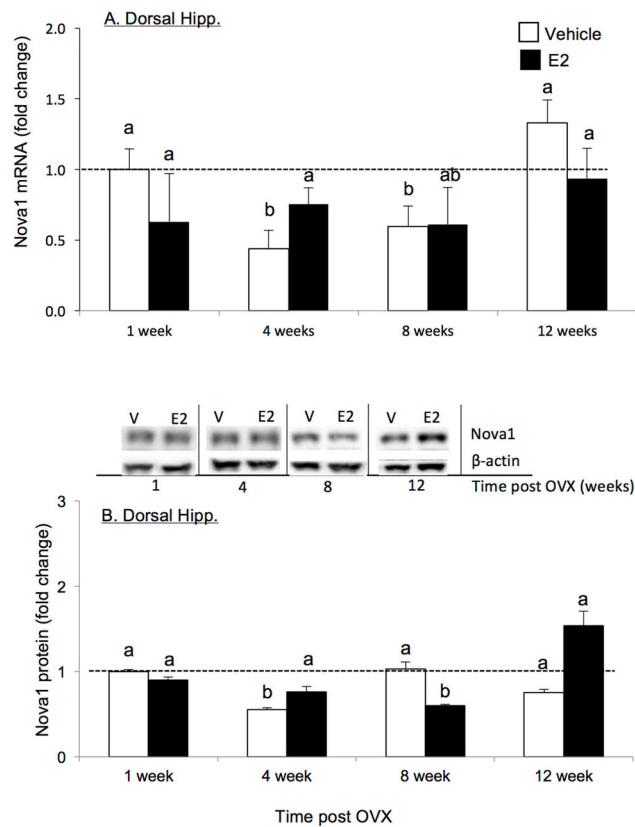 A. Dorsal Hipp.
2.0
1.5
1.0
0.5
0.0
Nova1 mRNA (fold change)
Vehicle
E2
a
a
b
a
b
ab
a
a
1 week
4 weeks
8 weeks
12 weeks
V E2 V E2 V E2 V E2
Nova1
β-actin
1 4 8 12 Time post OVX (weeks)
B. Dorsal Hipp.
3
2
1
0
Nova1 protein (fold change)
a
a
b
a
a
b
a
a
1 week
4 week
8 week
12 week
Time post OVX